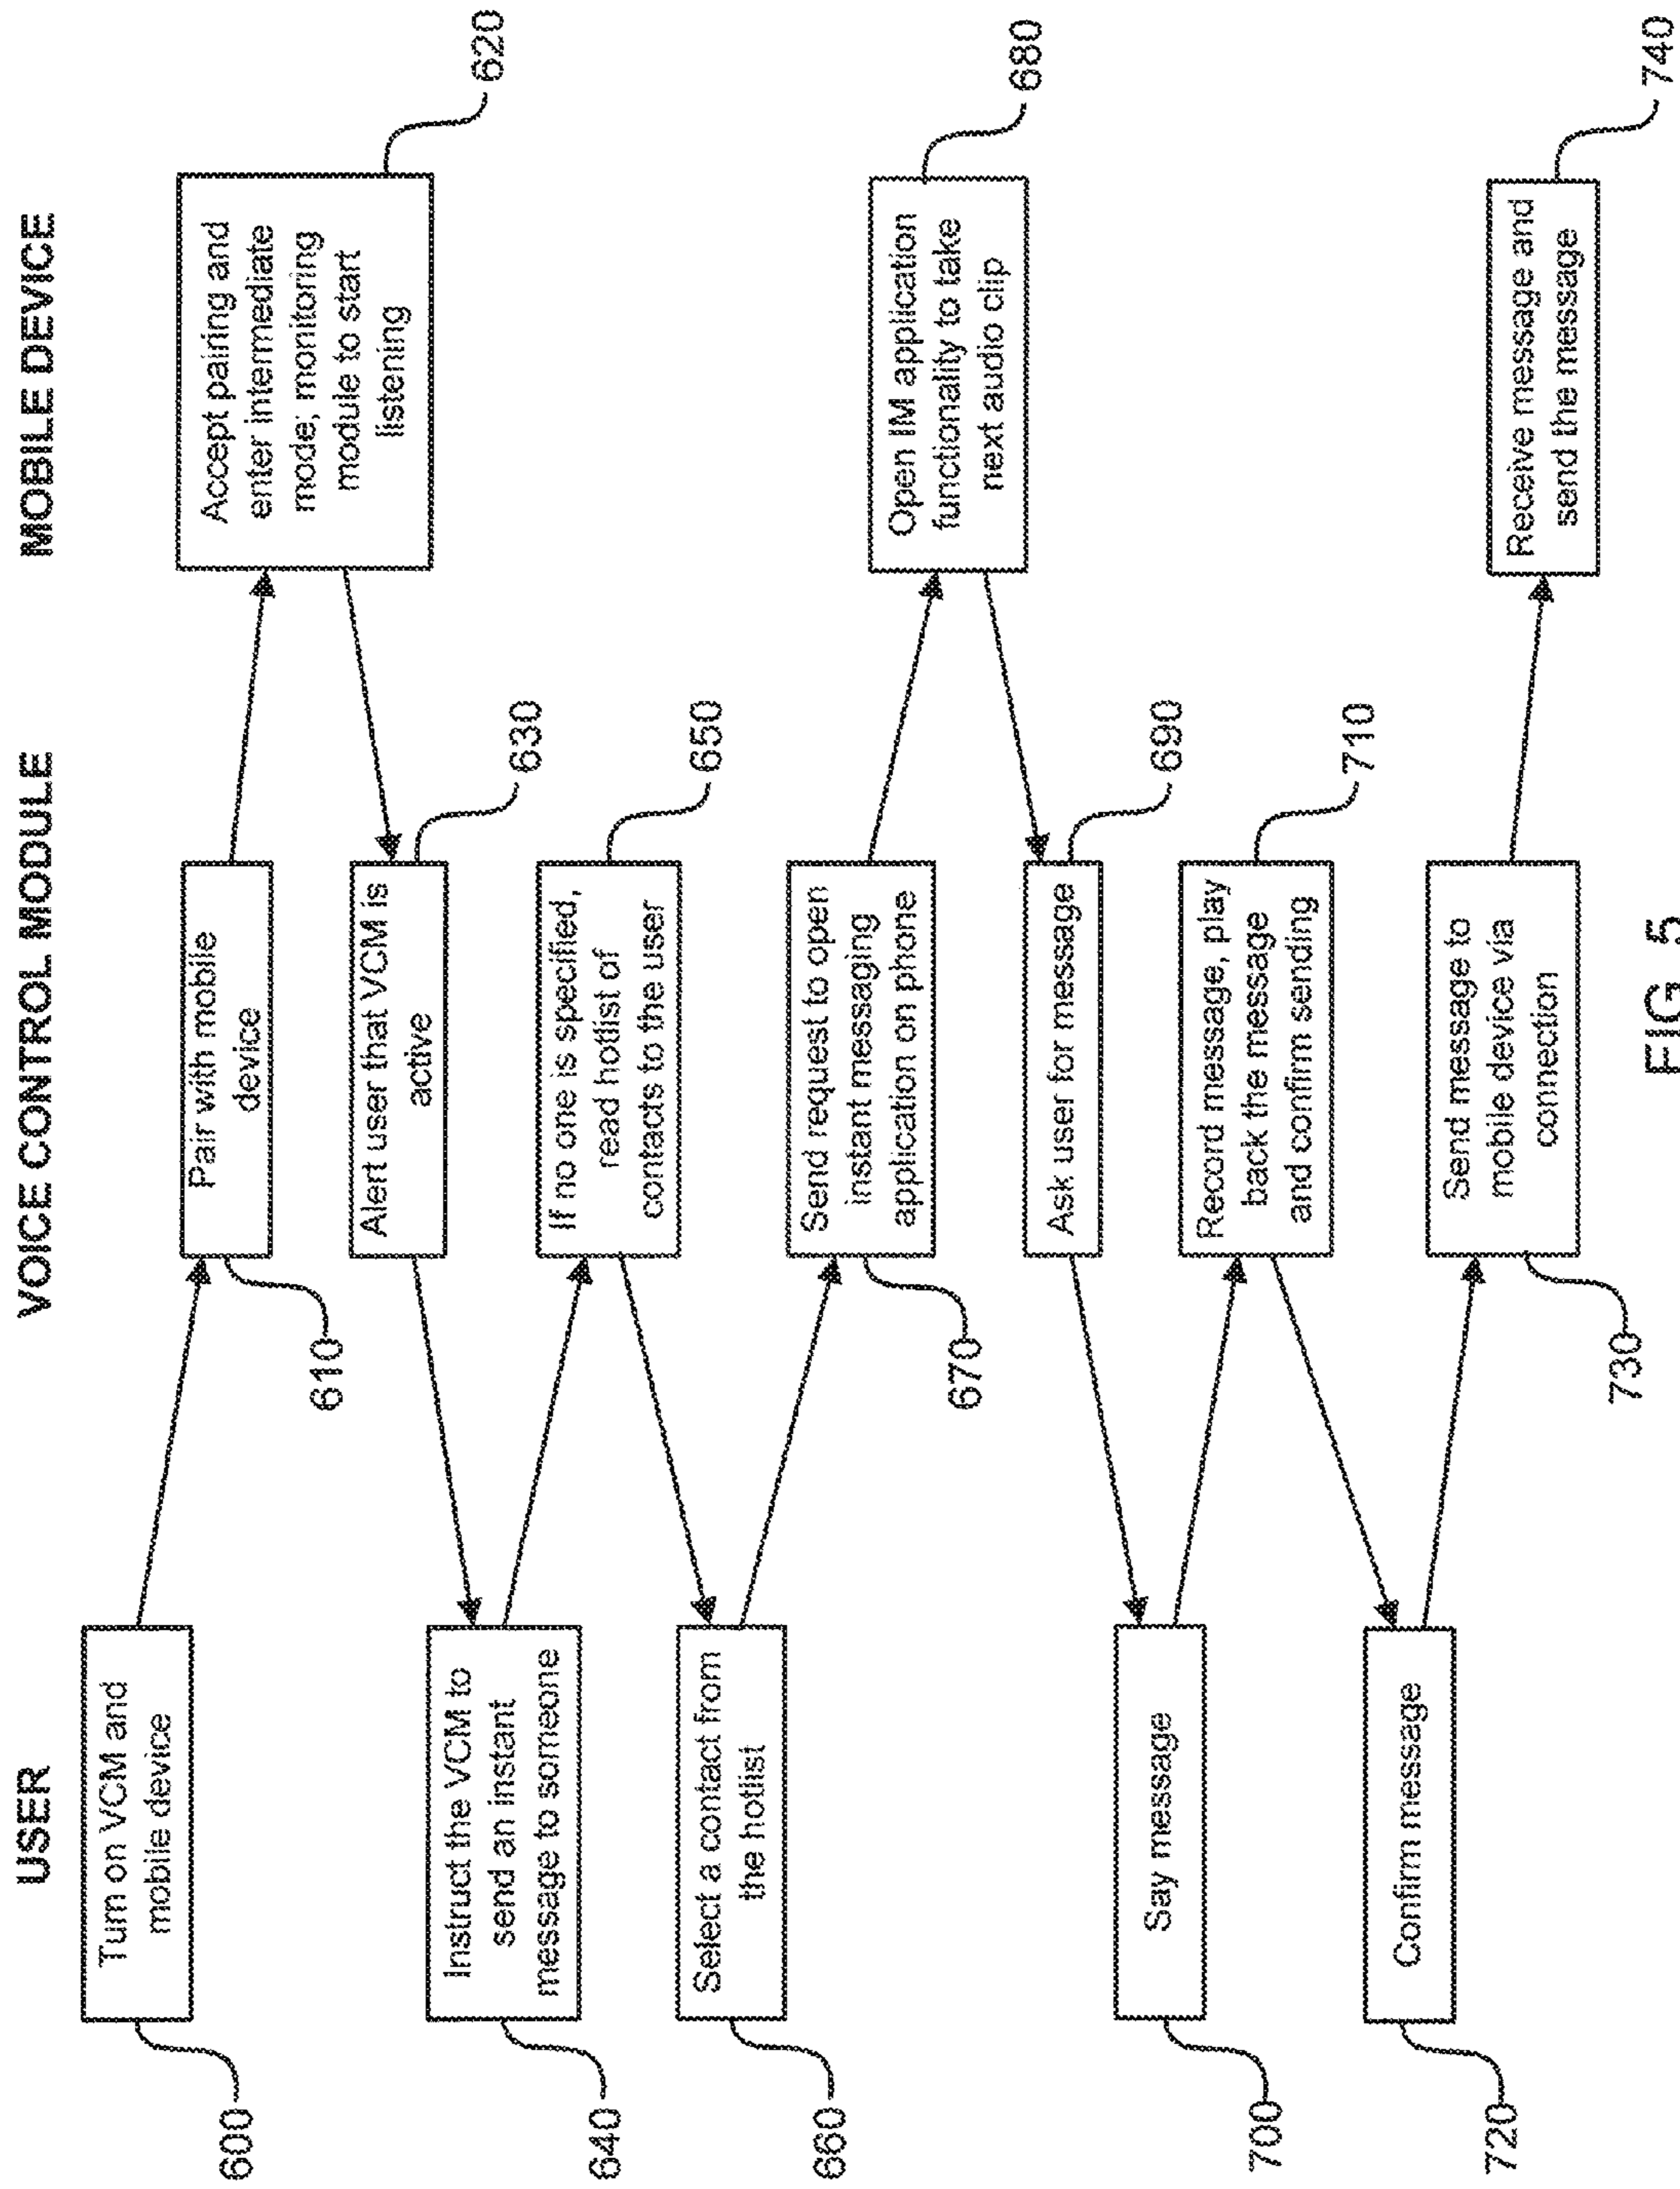 USER
VOICE CONTROL MODULE
MOBILE DEVICE
Turn on VCM and
mobile device
600
Pair with mobile
device
610
Accept pairing and
enter intermediate
mode; monitoring
module to start
listening
620
Alert user that VCM is
active
630
Instruct the VCM to
send an instant
message to someone
640
If no one is specified,
read hotlist of
contacts to the user
650
Select a contact from
the hotlist
660
Send request to open
instant messaging
application on phone
670
Open IM application
functionality to take
next audio clip
680
Ask user for message
690
Say message
700
Record message, play
back the message
and confirm sending
710
Confirm message
720
Send message to
mobile device via
connection
730
Receive message and
send the message
740
FIG. 5